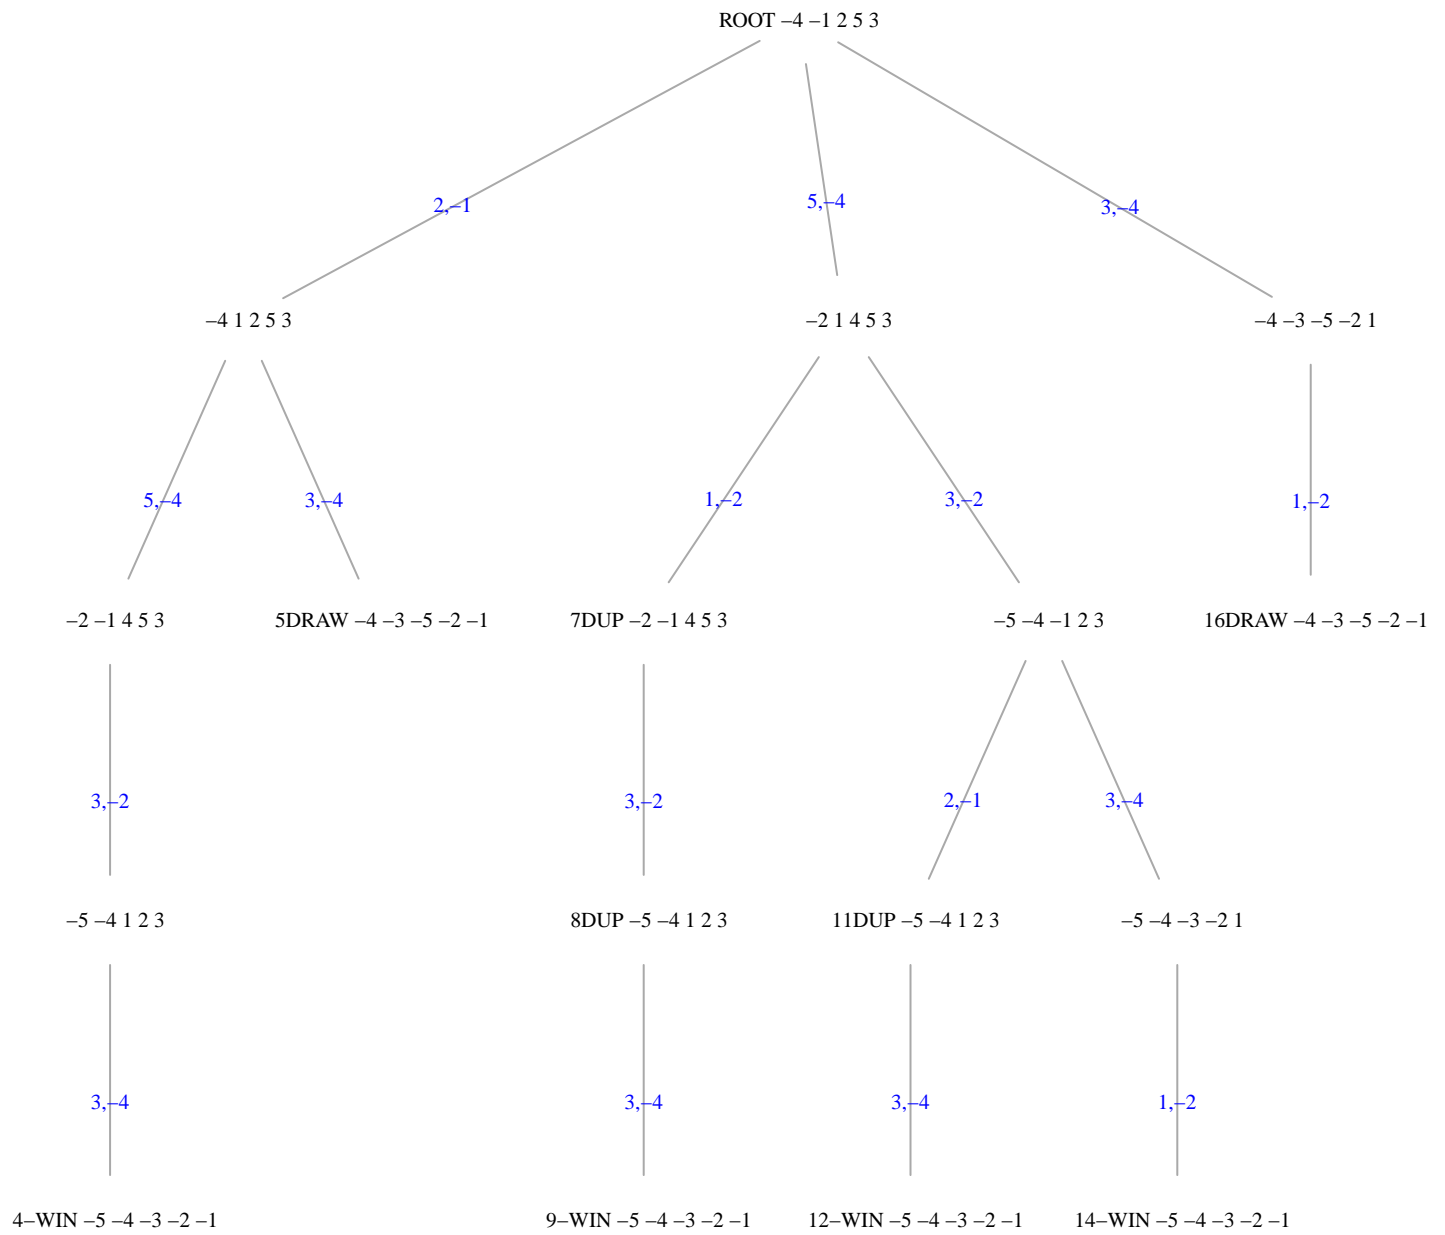 ROOT −4 −1 2 5 3
2,−1
5,−4
3,−4
−4 1 2 5 3
−2 1 4 5 3
−4 −3 −5 −2 1
5,−4
3,−4
1,−2
3,−2
1,−2
−2 −1 4 5 3
5DRAW −4 −3 −5 −2 −1
7DUP −2 −1 4 5 3
−5 −4 −1 2 3
16DRAW −4 −3 −5 −2 −1
3,−2
3,−2
2,−1
3,−4
−5 −4 1 2 3
8DUP −5 −4 1 2 3
11DUP −5 −4 1 2 3
−5 −4 −3 −2 1
3,−4
3,−4
3,−4
1,−2
4−WIN −5 −4 −3 −2 −1
9−WIN −5 −4 −3 −2 −1
12−WIN −5 −4 −3 −2 −1
14−WIN −5 −4 −3 −2 −1